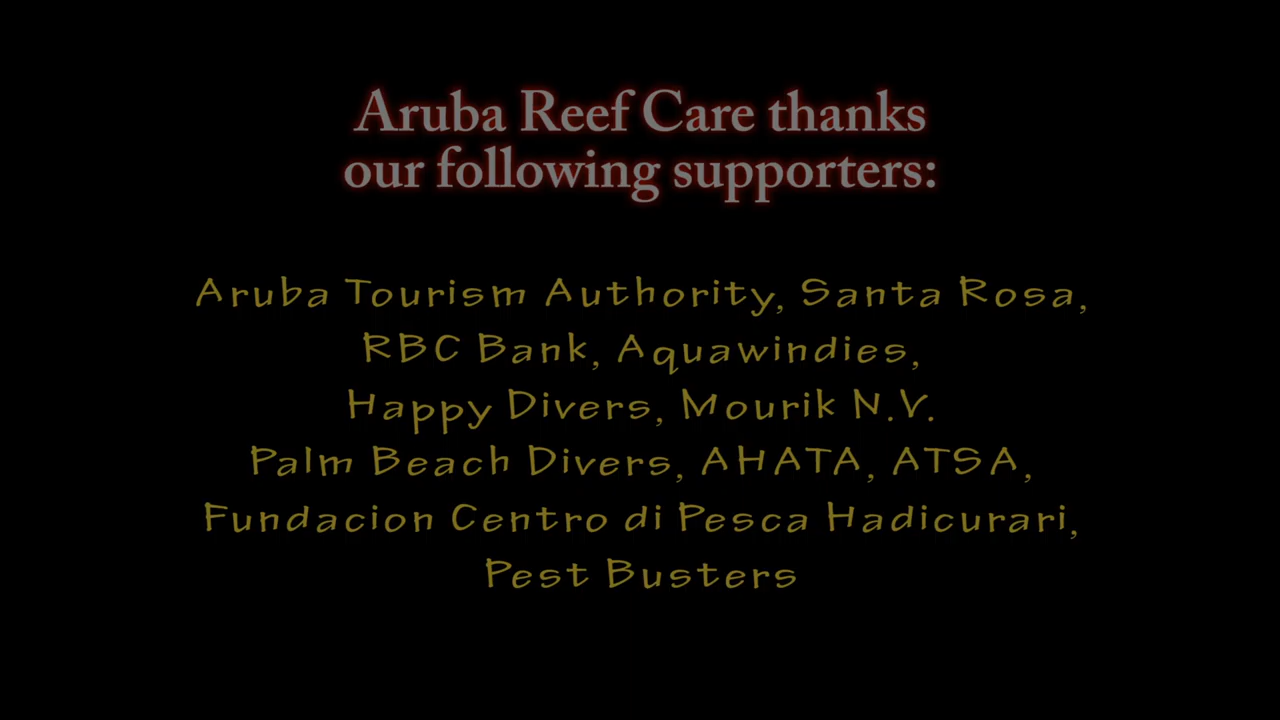 Aruba Reef Care thanks
our following supporters:
Aruba Tourism Authority, Santa Rosa,
RBC Bank, Aquawindies,
Happy Divers, Mourik N.V.
Palm Beach Divers, AHATA, ATSA,
Fundacion Centro di Pesca Hadicurari,
Pest Busters